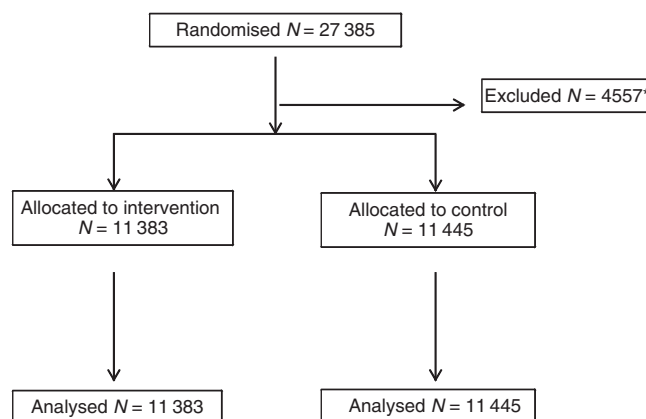 Randomised N = 27 385
Excluded N = 4557*
Allocated to intervention
N = 11 383
Allocated to control
N = 11 445
Analysed N = 11 383
Analysed N = 11 445